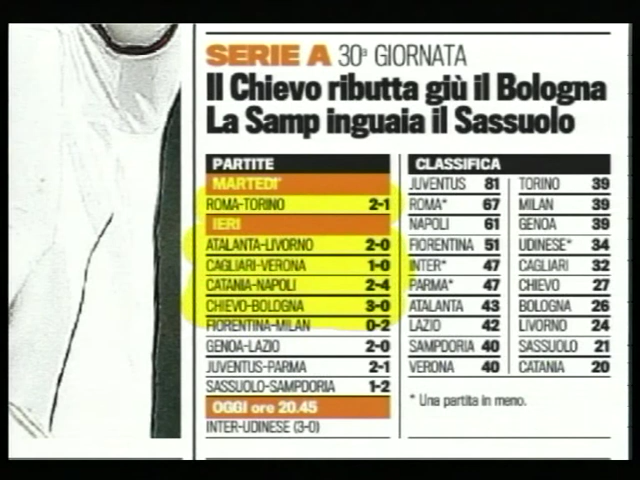 SERIE A 30ª GIORNATA
Il Chievo ributta giù il Bologna
La Samp inguaia il Sassuolo
PARTITE
MARTEDI'
ROMA-TORINO 2-1
IERI
ATALANTA-LIVORNO 2-0
CAGLIARI-VERONA 1-0
CATANIA-NAPOLI 2-4
CHIEVO-BOLOGNA 3-0
FIORENTINA-MILAN 0-2
GENOA-LAZIO 2-0
JUVENTUS-PARMA 2-1
SASSUOLO-SAMPDORIA 1-2
OGGI ore 20.45
INTER-UDINESE (3-0)
CLASSIFICA
JUVENTUS 81
ROMA* 67
NAPOLI 61
FIORENTINA 51
INTER* 47
PARMA* 47
ATALANTA 43
LAZIO 42
SAMPDORIA 40
VERONA 40
TORINO 39
MILAN 39
GENOA 39
UDINESE* 34
CAGLIARI 32
CHIEVO 27
BOLOGNA 26
LIVORNO 24
SASSUOLO 21
CATANIA 20
* Una partita in meno.